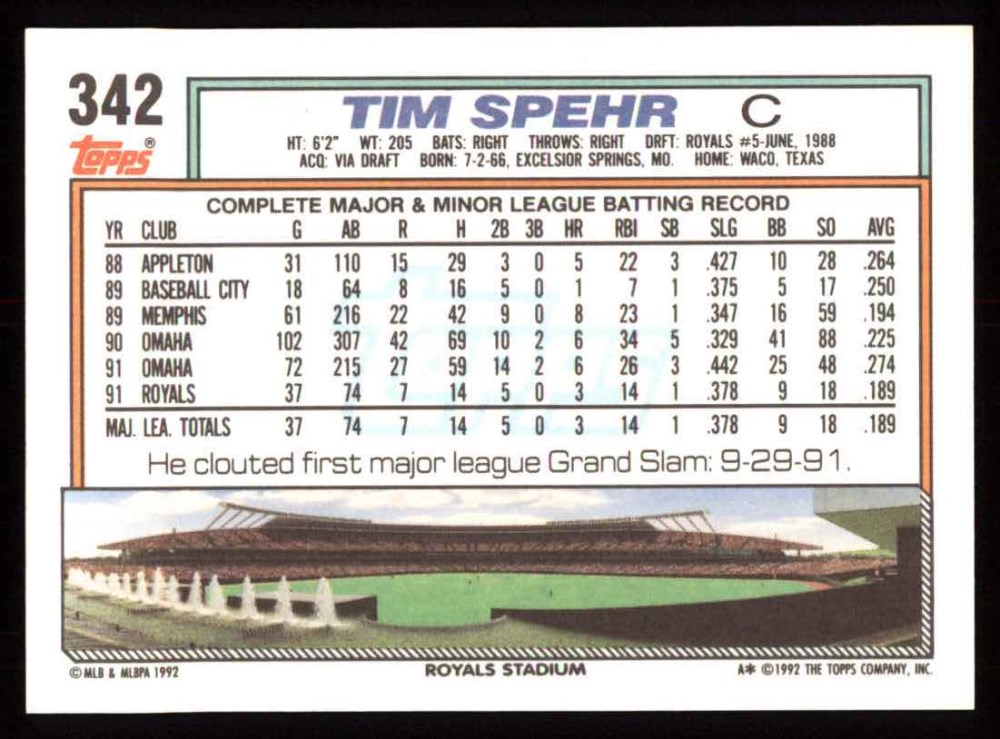 342
TOPPS®
TIM SPEHR C
HT: 6'2" WT: 205 BATS: RIGHT THROWS: RIGHT DRFT: ROYALS #5-JUNE, 1988
ACQ: VIA DRAFT BORN: 7-2-66, EXCELSIOR SPRINGS, MO. HOME: WACO, TEXAS
COMPLETE MAJOR & MINOR LEAGUE BATTING RECORD
YR CLUB G AB R H 2B 3B HR RBI SB SLG BB SO AVG
88 APPLETON 31 110 15 29 3 0 5 22 3 .427 10 28 .264
89 BASEBALL CITY 18 64 8 16 5 0 1 7 1 .375 5 17 .250
89 MEMPHIS 61 216 22 42 9 0 8 23 1 .347 16 59 .194
90 OMAHA 102 307 42 69 10 2 6 34 5 .329 41 88 .225
91 OMAHA 72 215 27 59 14 2 6 26 3 .442 25 48 .274
91 ROYALS 37 74 7 14 5 0 3 14 1 .378 9 18 .189
MAJ. LEA. TOTALS 37 74 7 14 5 0 3 14 1 .378 9 18 .189
He clouted first major league Grand Slam: 9-29-91.
© MLB & MLBPA 1992
ROYALS STADIUM
A* ©1992 THE TOPPS COMPANY, INC.